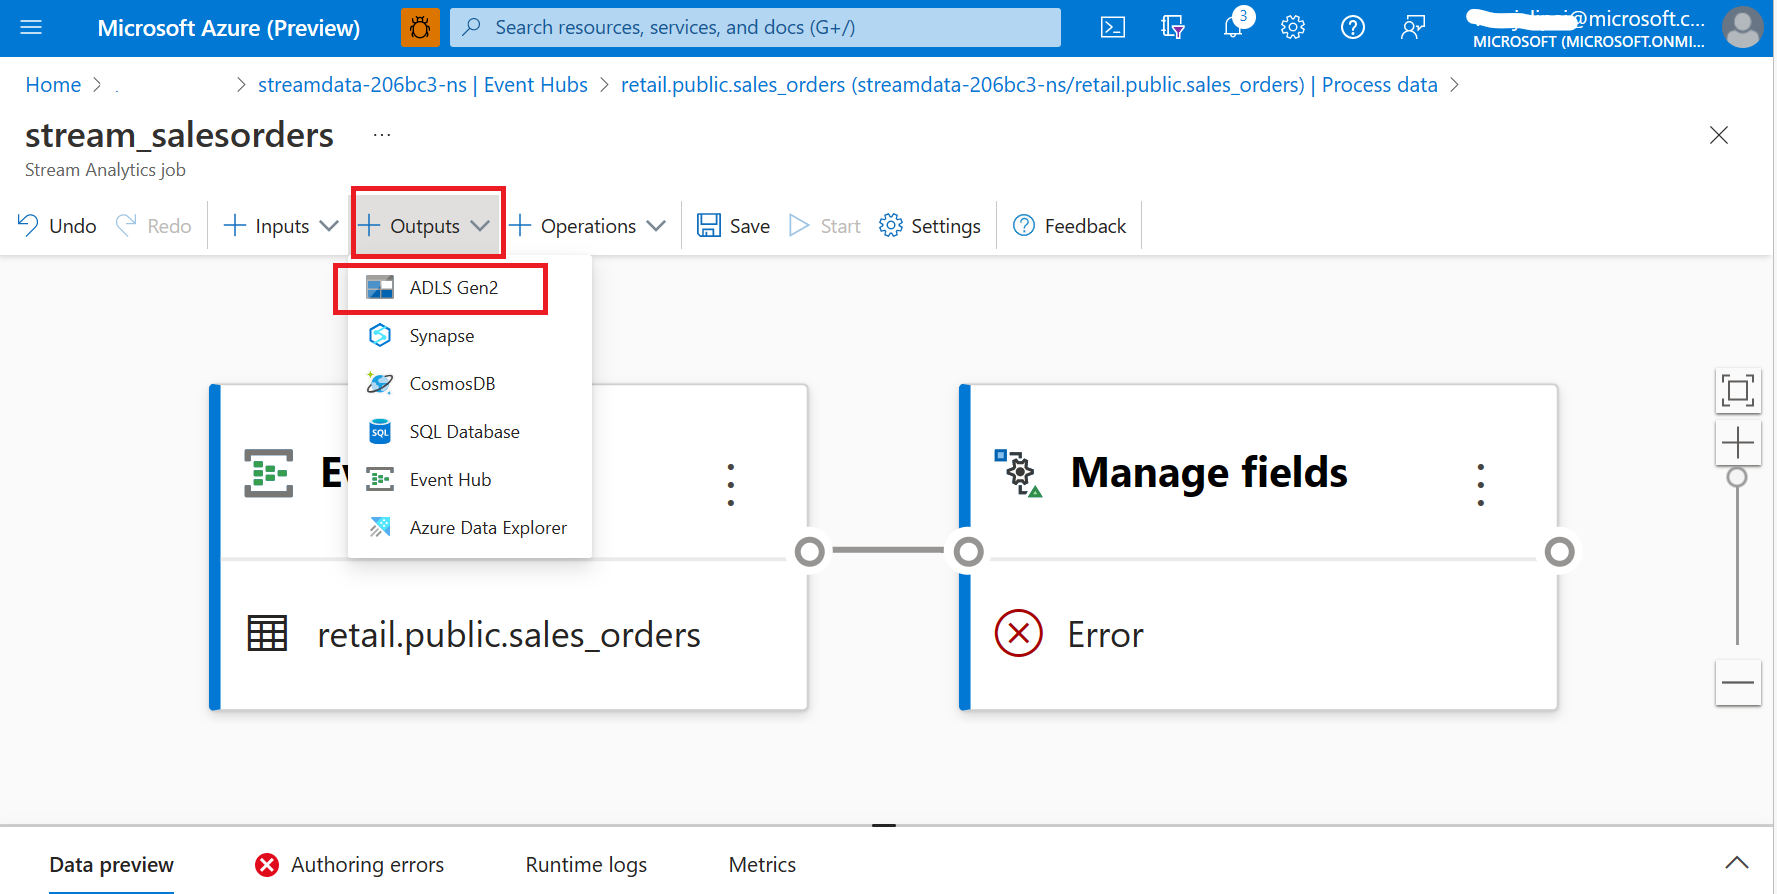 Microsoft Azure (Preview)
Search resources, services, and docs (G+/)
3
@microsoft.c...
MICROSOFT (MICROSOFT.ONMI...
Home > . > streamdata-206bc3-ns | Event Hubs > retail.public.sales_orders (streamdata-206bc3-ns/retail.public.sales_orders) | Process data >
stream_salesorders ...
Stream Analytics job
Undo Redo Inputs Outputs Operations Save Start Settings Feedback
ADLS Gen2
Synapse
CosmosDB
SQL Database
Event Hub
Azure Data Explorer
Manage fields
retail.public.sales_orders
Error
Data preview Authoring errors Runtime logs Metrics